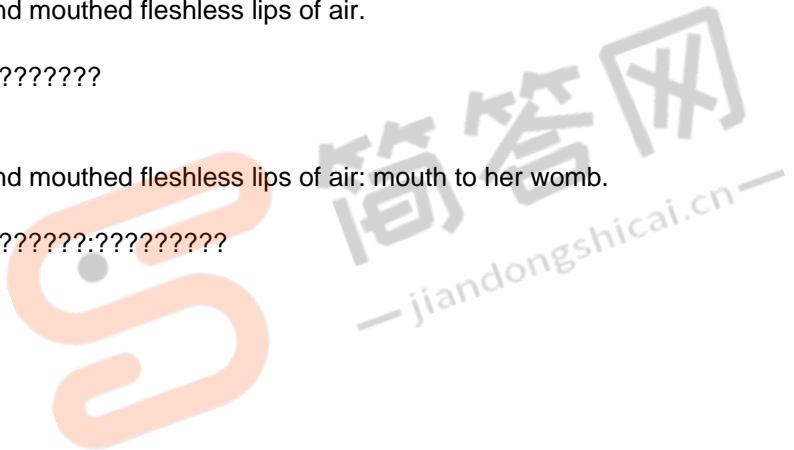 nd mouthed fleshless lips of air.
???????
nd mouthed fleshless lips of air: mouth to her womb.
??????:?????????
简答网
— jiandongshicai.cn —